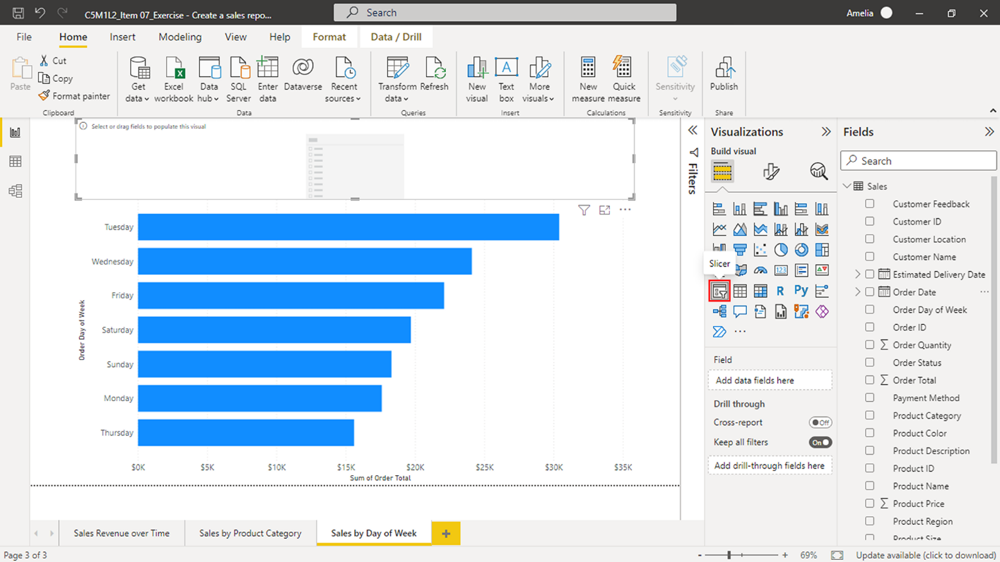 C5M1L2_Item 07_Exercise - Create a sales repo...
Search
Amelia
File
Home
Insert
Modeling
View
Help
Format
Data / Drill
Paste
Cut
Copy
Format painter
Clipboard
Get data
Excel workbook
Data hub
SQL Server
Enter data
Dataverse
Recent sources
Data
Transform data
Refresh
Queries
New visual
Text box
More visuals
Insert
New measure
Quick measure
Calculations
Sensitivity
Sensitivity
Publish
Share
Select or drag fields to populate this visual
Order Day of Week
Tuesday
Wednesday
Friday
Saturday
Sunday
Monday
Thursday
$0K $5K $10K $15K $20K $25K $30K $35K
Sum of Order Total
Filters
Visualizations
Build visual
Slicer
R
Py
123
Field
Add data fields here
Drill through
Cross-report
Off
Keep all filters
On
Add drill-through fields here
Fields
Search
Sales
Customer Feedback
Customer ID
Customer Location
Customer Name
Estimated Delivery Date
Order Date
Order Day of Week
Order ID
Order Quantity
Order Status
Order Total
Payment Method
Product Category
Product Color
Product Description
Product ID
Product Name
Product Price
Product Region
Product Size
Sales Revenue over Time
Sales by Product Category
Sales by Day of Week
Page 3 of 3
69%
Update available (click to download)